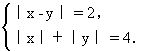 | x - y | = 2,
| x | + | y | = 4.